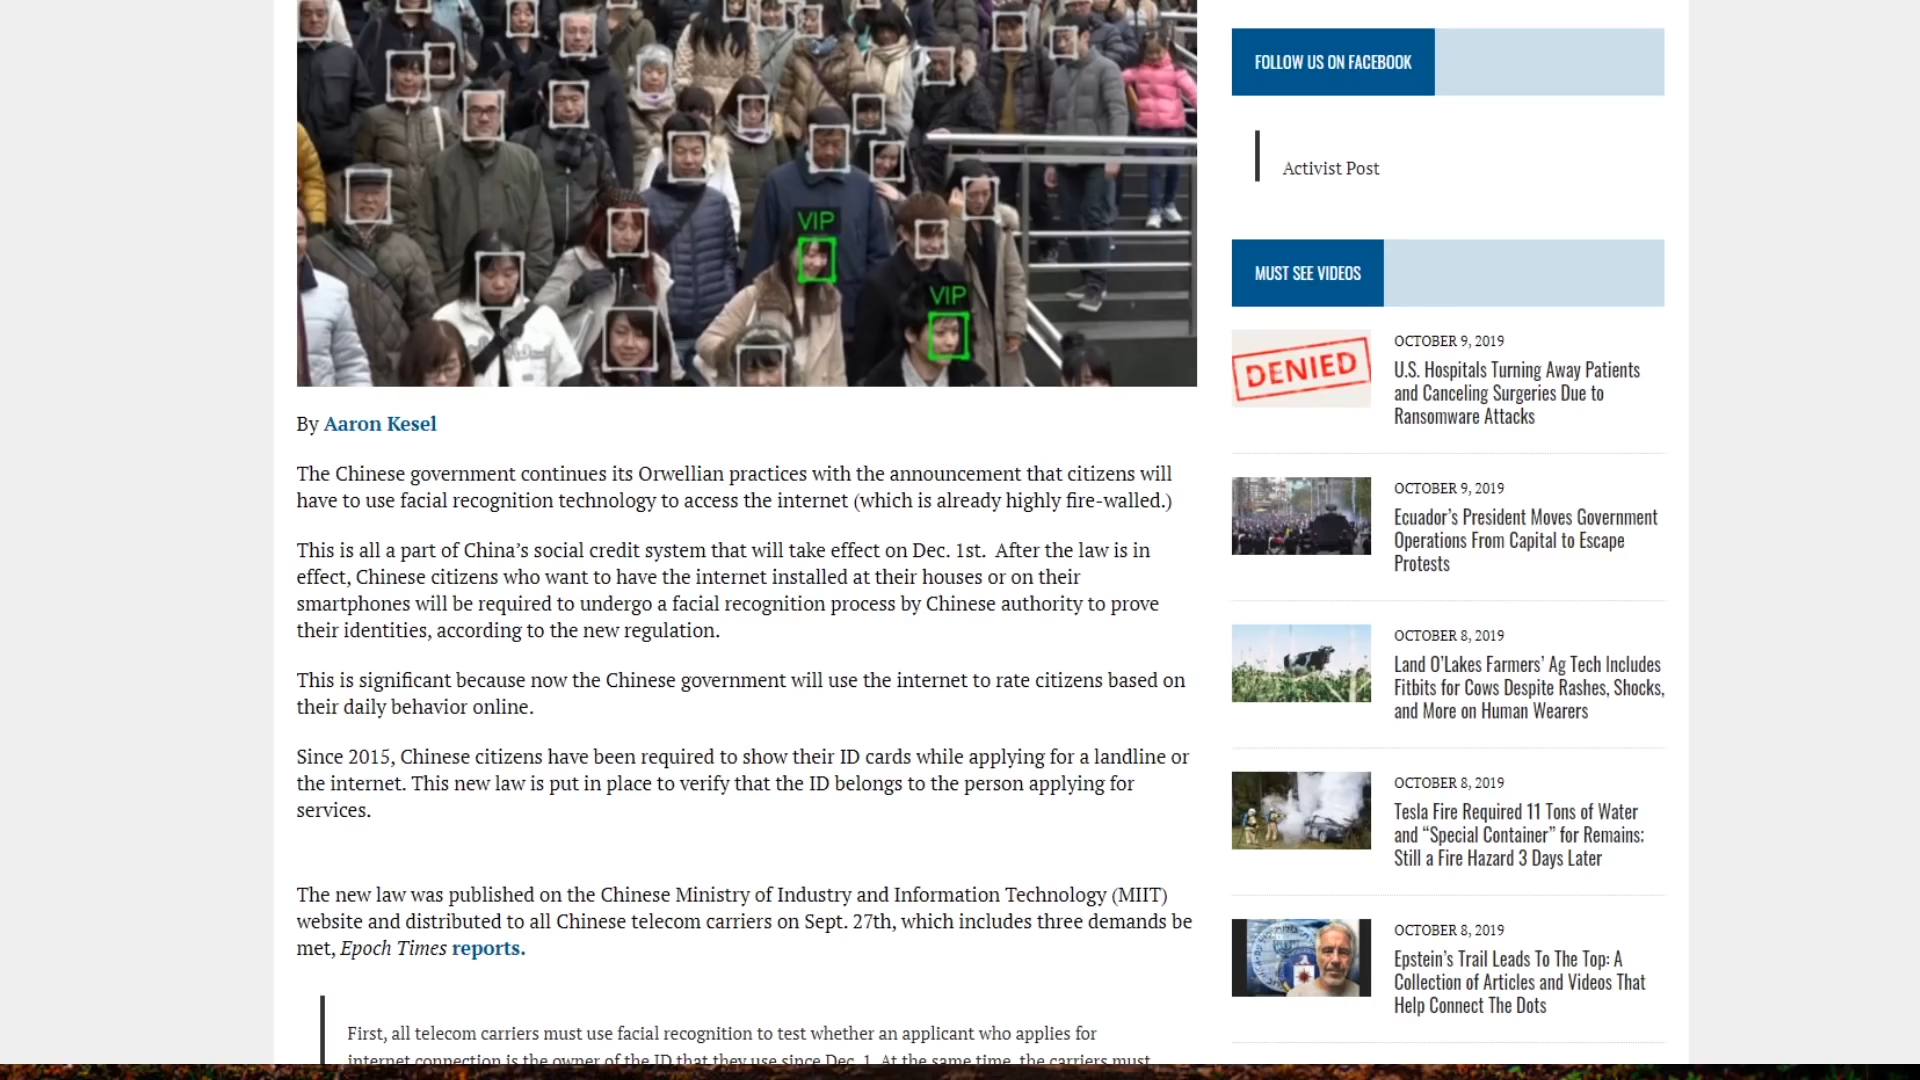 VIP
VIP
By Aaron Kesel
The Chinese government continues its Orwellian practices with the announcement that citizens will
have to use facial recognition technology to access the internet (which is already highly fire-walled.)
This is all a part of China’s social credit system that will take effect on Dec. 1st.  After the law is in
effect, Chinese citizens who want to have the internet installed at their houses or on their
smartphones will be required to undergo a facial recognition process by Chinese authority to prove
their identities, according to the new regulation.
This is significant because now the Chinese government will use the internet to rate citizens based on
their daily behavior online.
Since 2015, Chinese citizens have been required to show their ID cards while applying for a landline or
the internet. This new law is put in place to verify that the ID belongs to the person applying for
services.
The new law was published on the Chinese Ministry of Industry and Information Technology (MIIT)
website and distributed to all Chinese telecom carriers on Sept. 27th, which includes three demands be
met, Epoch Times reports.
First, all telecom carriers must use facial recognition to test whether an applicant who applies for
internet connection is the owner of the ID that they use since Dec. 1. At the same time, the carriers must
FOLLOW US ON FACEBOOK
Activist Post
MUST SEE VIDEOS
DENIED
OCTOBER 9, 2019
U.S. Hospitals Turning Away Patients
and Canceling Surgeries Due to
Ransomware Attacks
OCTOBER 9, 2019
Ecuador’s President Moves Government
Operations From Capital to Escape
Protests
OCTOBER 8, 2019
Land O’Lakes Farmers’ Ag Tech Includes
Fitbits for Cows Despite Rashes, Shocks,
and More on Human Wearers
OCTOBER 8, 2019
Tesla Fire Required 11 Tons of Water
and “Special Container” for Remains:
Still a Fire Hazard 3 Days Later
OCTOBER 8, 2019
Epstein’s Trail Leads To The Top: A
Collection of Articles and Videos That
Help Connect The Dots